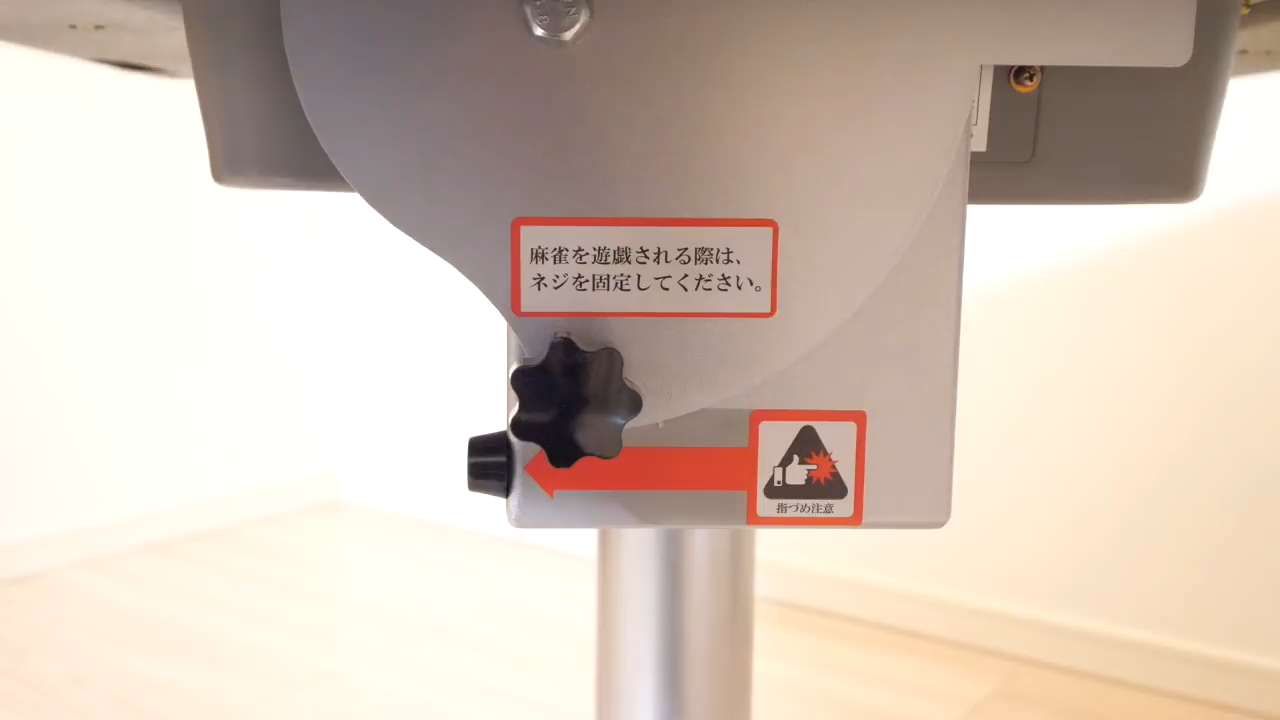 麻雀を遊戯される際は、
ネジを固定してください。
指づめ注意